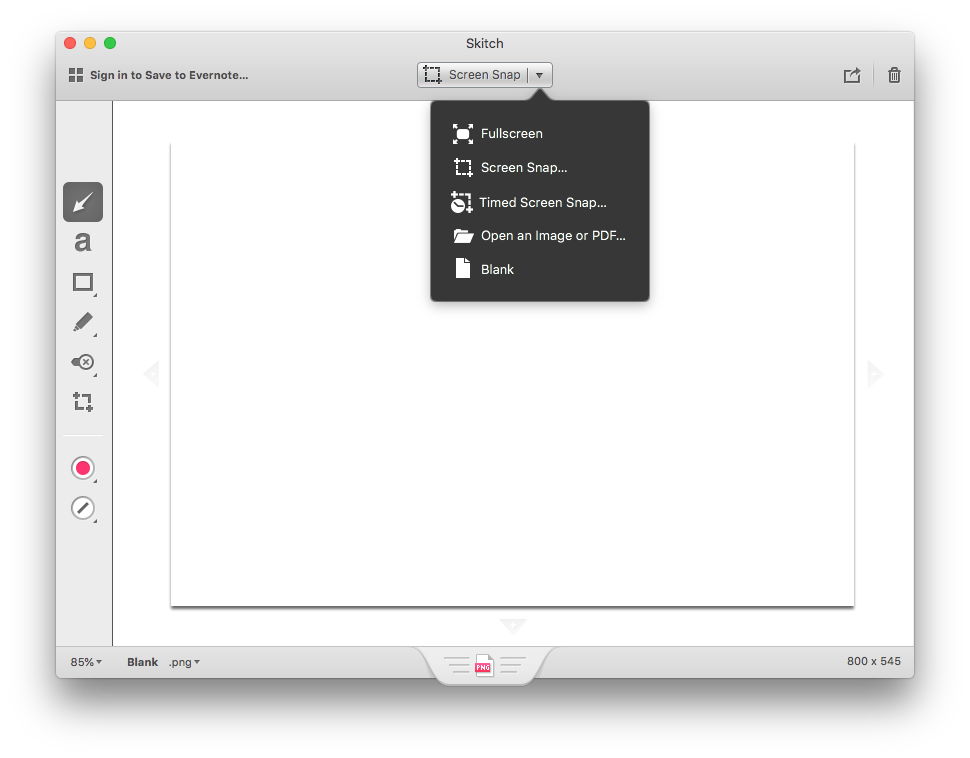 Skitch
Sign in to Save to Evernote...
Screen Snap
Fullscreen
Screen Snap...
Timed Screen Snap...
Open an Image or PDF...
Blank
a
85%
Blank .png
PNG
800 x 545